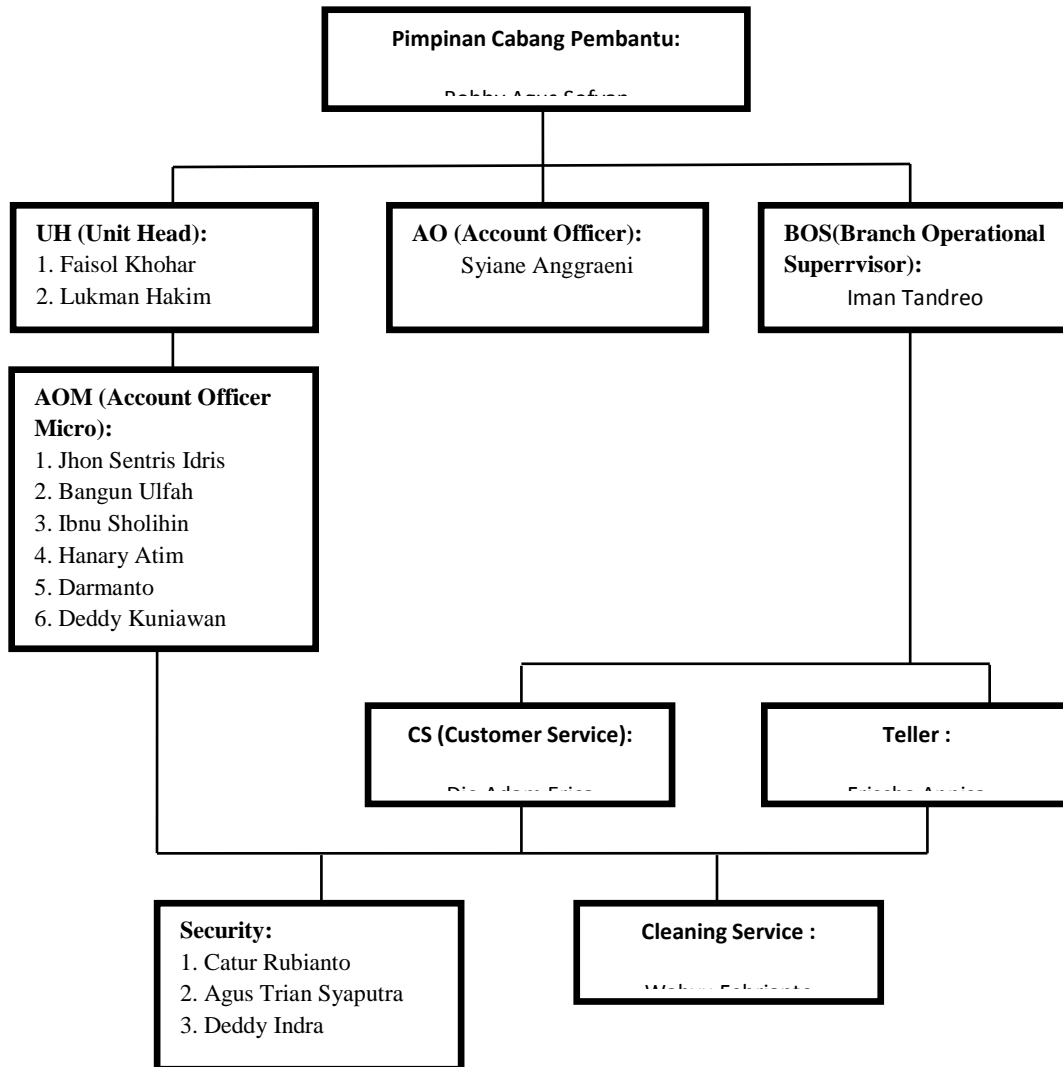 Pimpinan Cabang Pembantu:
UH (Unit Head):
1. Faisol Khohar
2. Lukman Hakim
AO (Account Officer):
Syiane Anggraeni
BOS(Branch Operational
Superrvisor):
Iman Tandreo
AOM (Account Officer
Micro):
1. Jhon Sentris Idris
2. Bangun Ulfah
3. Ibnu Sholihin
4. Hanary Atim
5. Darmanto
6. Deddy Kuniawan
CS (Customer Service):
Teller :
Security:
1. Catur Rubianto
2. Agus Trian Syaputra
3. Deddy Indra
Cleaning Service :